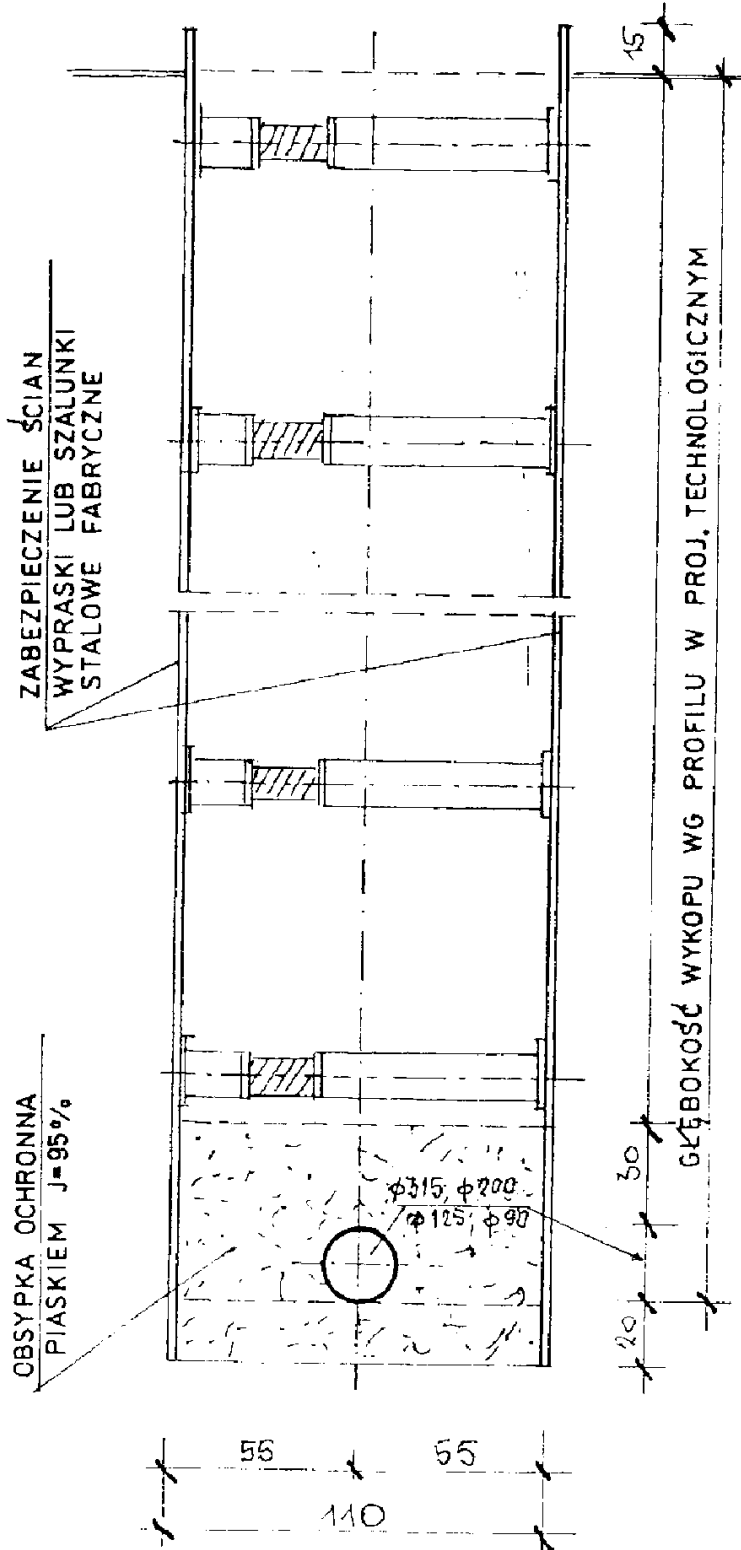 ZABEZPIECZENIE ŚCIAN
WYPRASKI LUB SZALUNKI
STALOWE FABRYCZNE
OBSYPKA OCHRONNA
PIASKIEM J=95%
ϕ315, ϕ200
ϕ125, ϕ90
15
GŁĘBOKOŚĆ WYKOPU WG PROFILU W PROJ. TECHNOLOGICZNYM
30
20
55
55
110